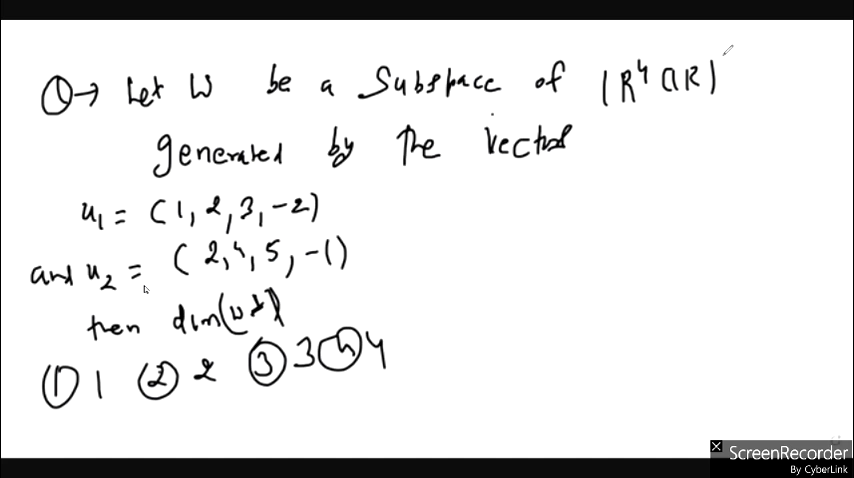 ① → Let W be a Subspace of ℝ⁴(ℝ)
generated by the vectors
u₁ = (1, 2, 3, -2)
and u₂ = (2, 4, 5, -1)
then dim(W⊥)
① 1 ② 2 ③ 3 ④ 4
ScreenRecorder
By CyberLink